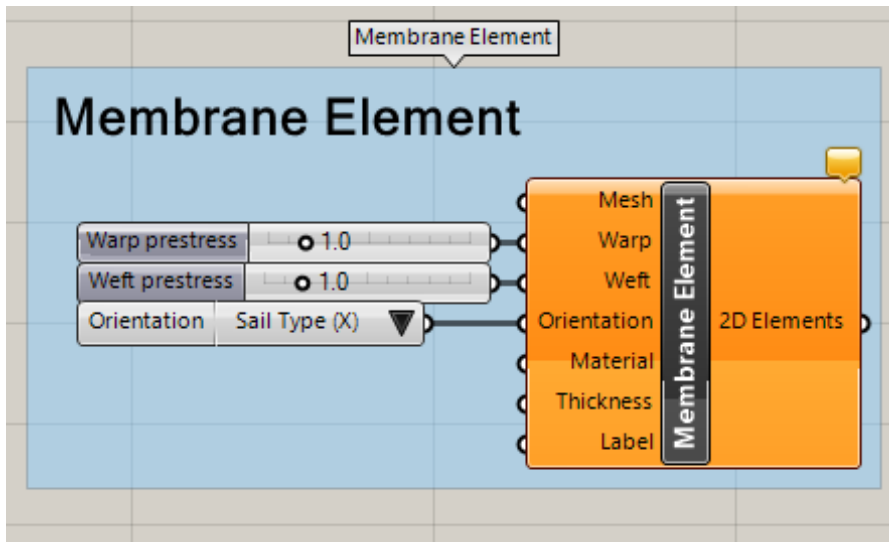 Membrane Element
Membrane Element
Mesh
Warp prestress 1.0 Warp
Weft prestress 1.0 Weft
Orientation Sail Type (X) Orientation
Material
Thickness
Label
Membrane Element
2D Elements